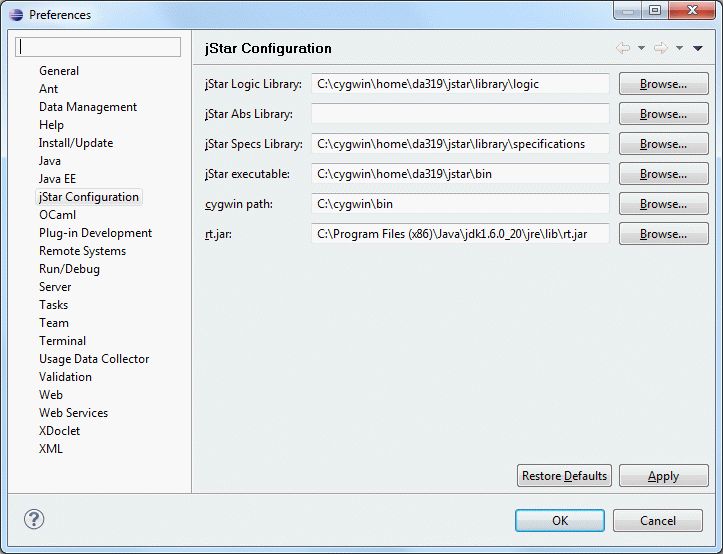 Preferences
General
Ant
Data Management
Help
Install/Update
Java
Java EE
jStar Configuration
OCaml
Plug-in Development
Remote Systems
Run/Debug
Server
Tasks
Team
Terminal
Usage Data Collector
Validation
Web
Web Services
XDoclet
XML
jStar Configuration
jStar Logic Library: C:\cygwin\home\da319\jstar\library\logic Browse...
jStar Abs Library: Browse...
jStar Specs Library: C:\cygwin\home\da319\jstar\library\specifications Browse...
jStar executable: C:\cygwin\home\da319\jstar\bin Browse...
cygwin path: C:\cygwin\bin Browse...
rt.jar: C:\Program Files (x86)\Java\jdk1.6.0_20\jre\lib\rt.jar Browse...
Restore Defaults Apply
? OK Cancel